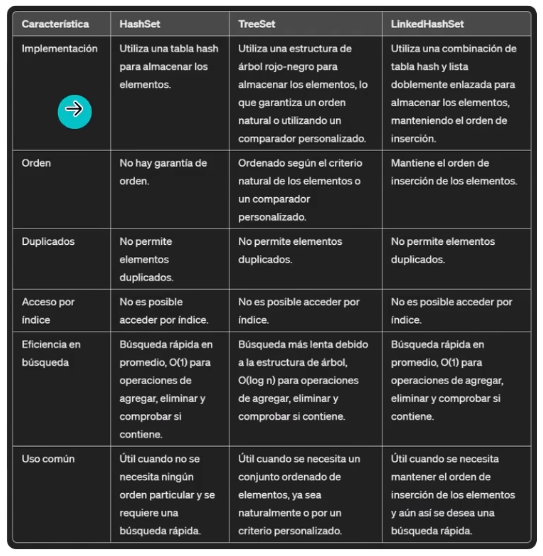 Característica
HashSet
TreeSet
LinkedHashSet
Implementación
Utiliza una tabla hash
para almacenar los
elementos.
Utiliza una estructura de
árbol rojo-negro para
almacenar los elementos, lo
que garantiza un orden
natural o utilizando un
comparador personalizado.
Utiliza una combinación de
tabla hash y lista
doblemente enlazada para
almacenar los elementos,
manteniendo el orden de
inserción.
Orden
No hay garantía de
orden.
Ordenado según el criterio
natural de los elementos o
un comparador
personalizado.
Mantiene el orden de
inserción de los elementos.
Duplicados
No permite
elementos
duplicados.
No permite elementos
duplicados.
No permite elementos
duplicados.
Acceso por
índice
No es posible
acceder por índice.
No es posible acceder por
índice.
No es posible acceder por
índice.
Eficiencia en
búsqueda
Búsqueda rápida en
promedio, O(1) para
operaciones de
agregar, eliminar y
comprobar si
contiene.
Búsqueda más lenta debido
a la estructura de árbol,
O(log n) para operaciones
de agregar, eliminar y
comprobar si contiene.
Búsqueda rápida en
promedio, O(1) para
operaciones de agregar,
eliminar y comprobar si
contiene.
Uso común
Útil cuando no se
necesita ningún
orden particular y se
requiere una
búsqueda rápida.
Útil cuando se necesita un
conjunto ordenado de
elementos, ya sea
naturalmente o por un
criterio personalizado.
Útil cuando se necesita
mantener el orden de
inserción de los elementos
y aún así se desea una
búsqueda rápida.